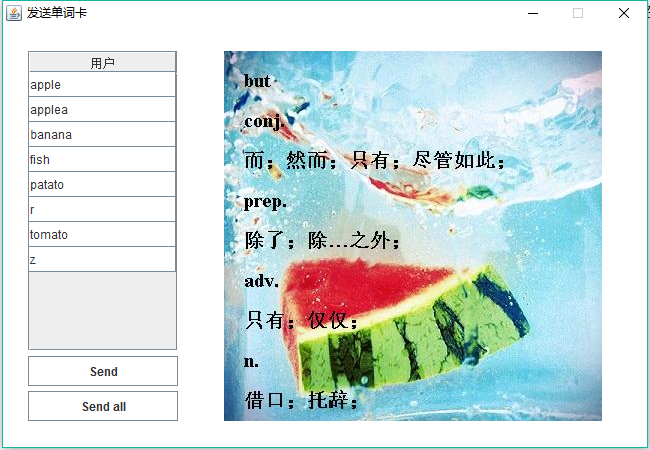 发送单词卡
用户
apple
applea
banana
fish
patato
r
tomato
z
Send
Send all
but
conj.
而；然而；只有；尽管如此；
prep.
除了；除...之外；
adv.
只有；仅仅；
n.
借口；托辞；